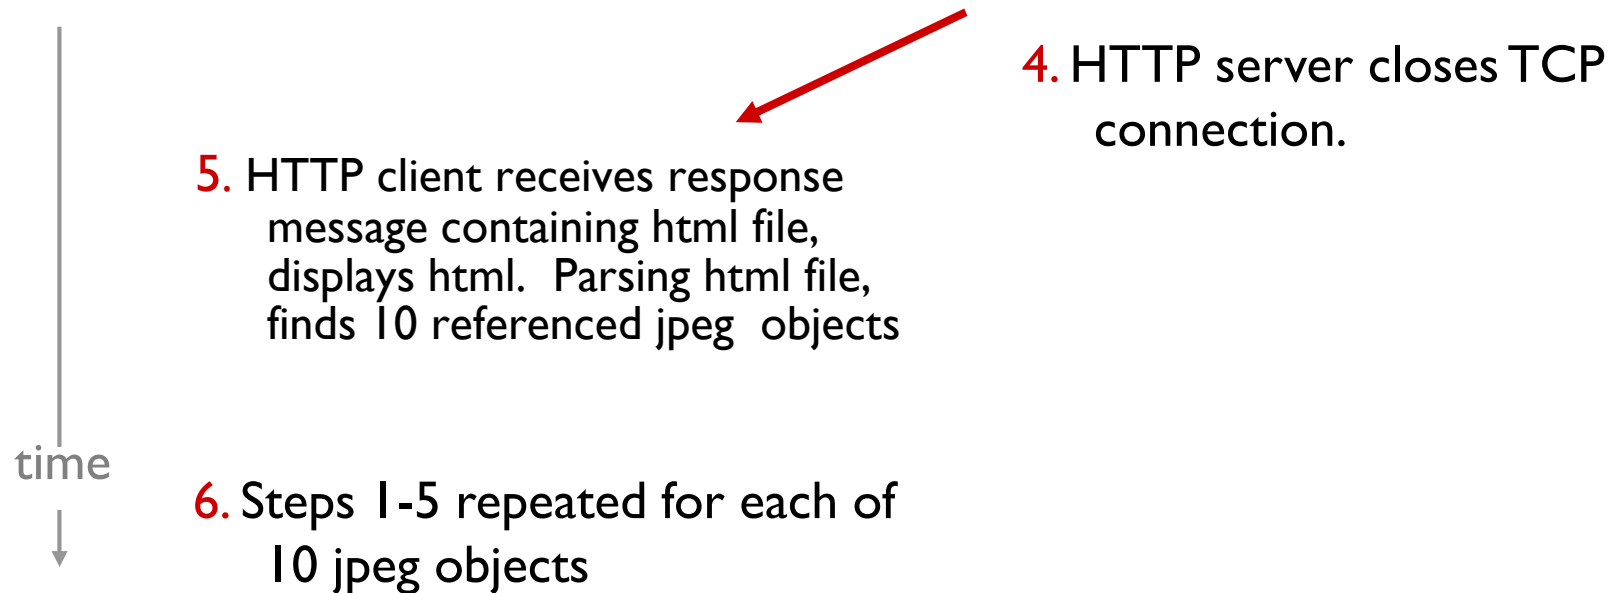 4. HTTP server closes TCP
connection.
5. HTTP client receives response
message containing html file,
displays html.  Parsing html file,
finds 10 referenced jpeg  objects
time
6. Steps 1-5 repeated for each of
10 jpeg objects